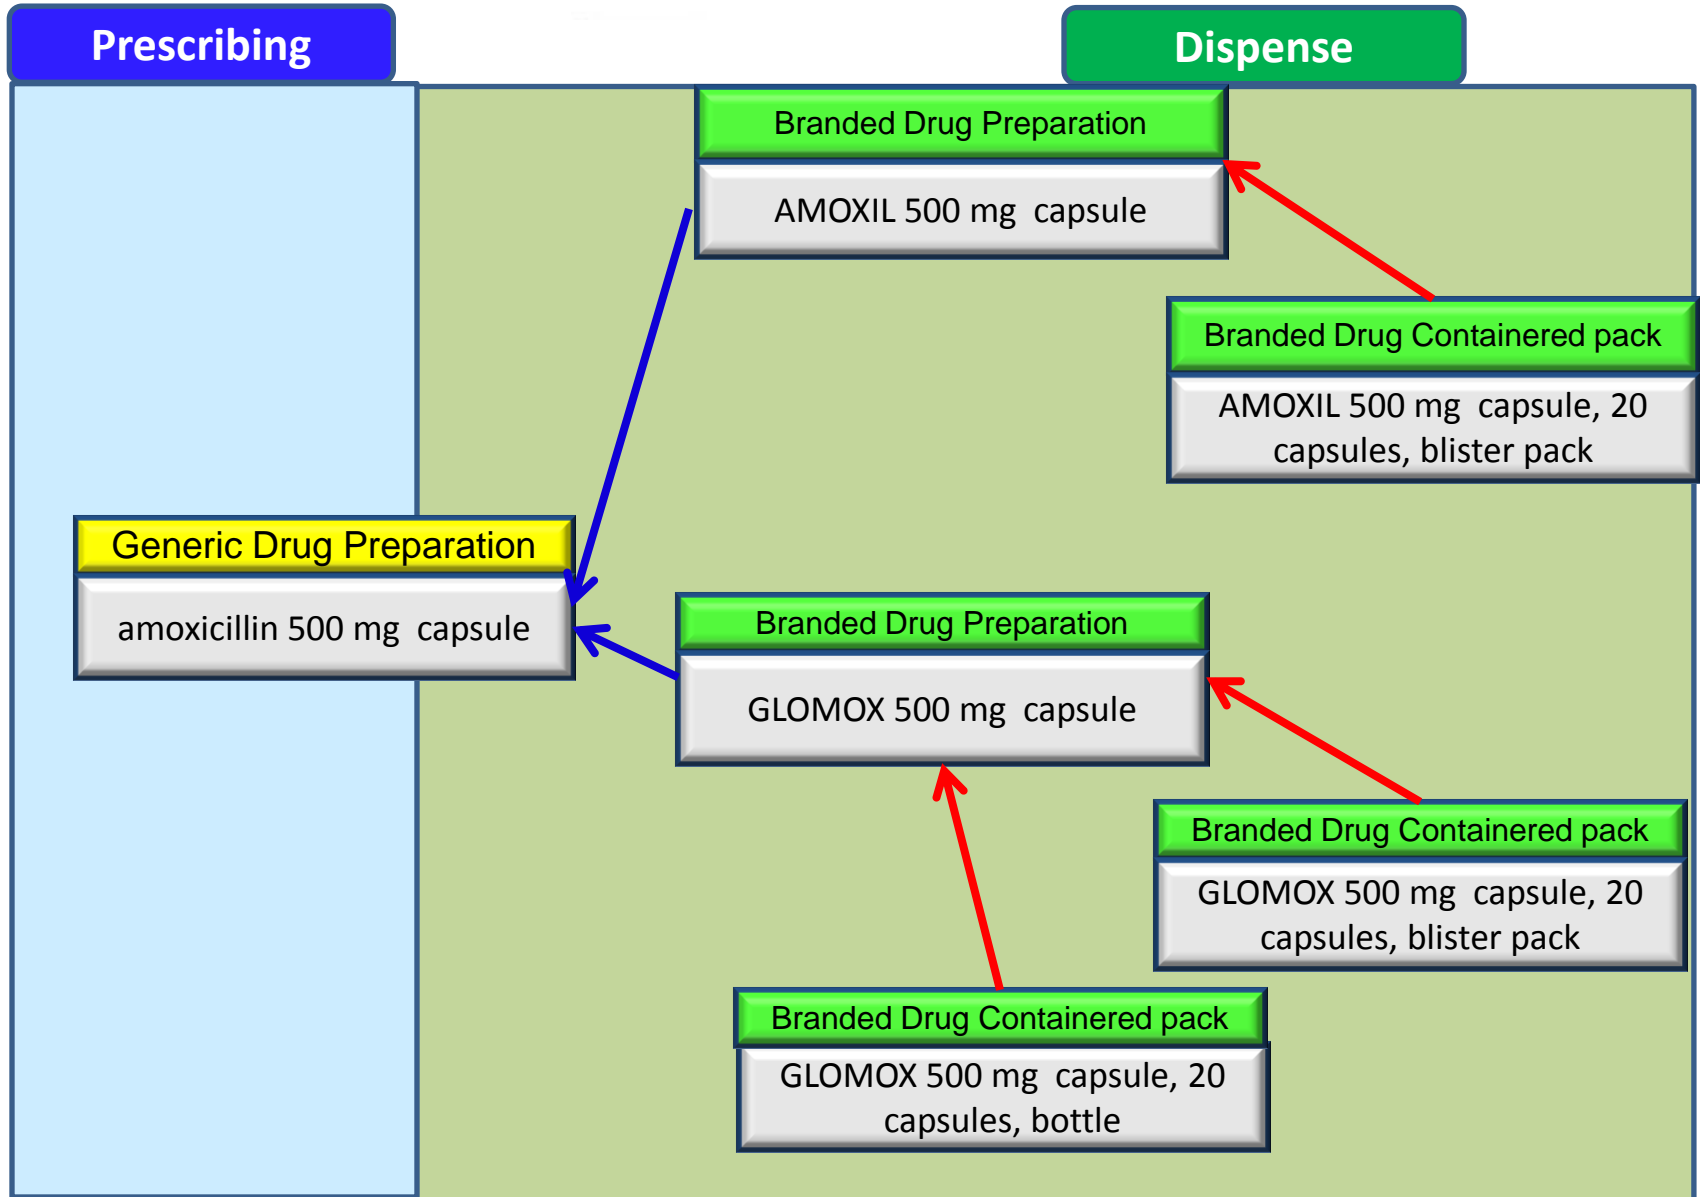 Prescribing
Dispense
Branded Drug Preparation
AMOXIL 500 mg capsule
Branded Drug Containered pack
AMOXIL 500 mg capsule, 20
capsules, blister pack
Generic Drug Preparation
amoxicillin 500 mg capsule
Branded Drug Preparation
GLOMOX 500 mg capsule
Branded Drug Containered pack
GLOMOX 500 mg capsule, 20
capsules, blister pack
Branded Drug Containered pack
GLOMOX 500 mg capsule, 20
capsules, bottle